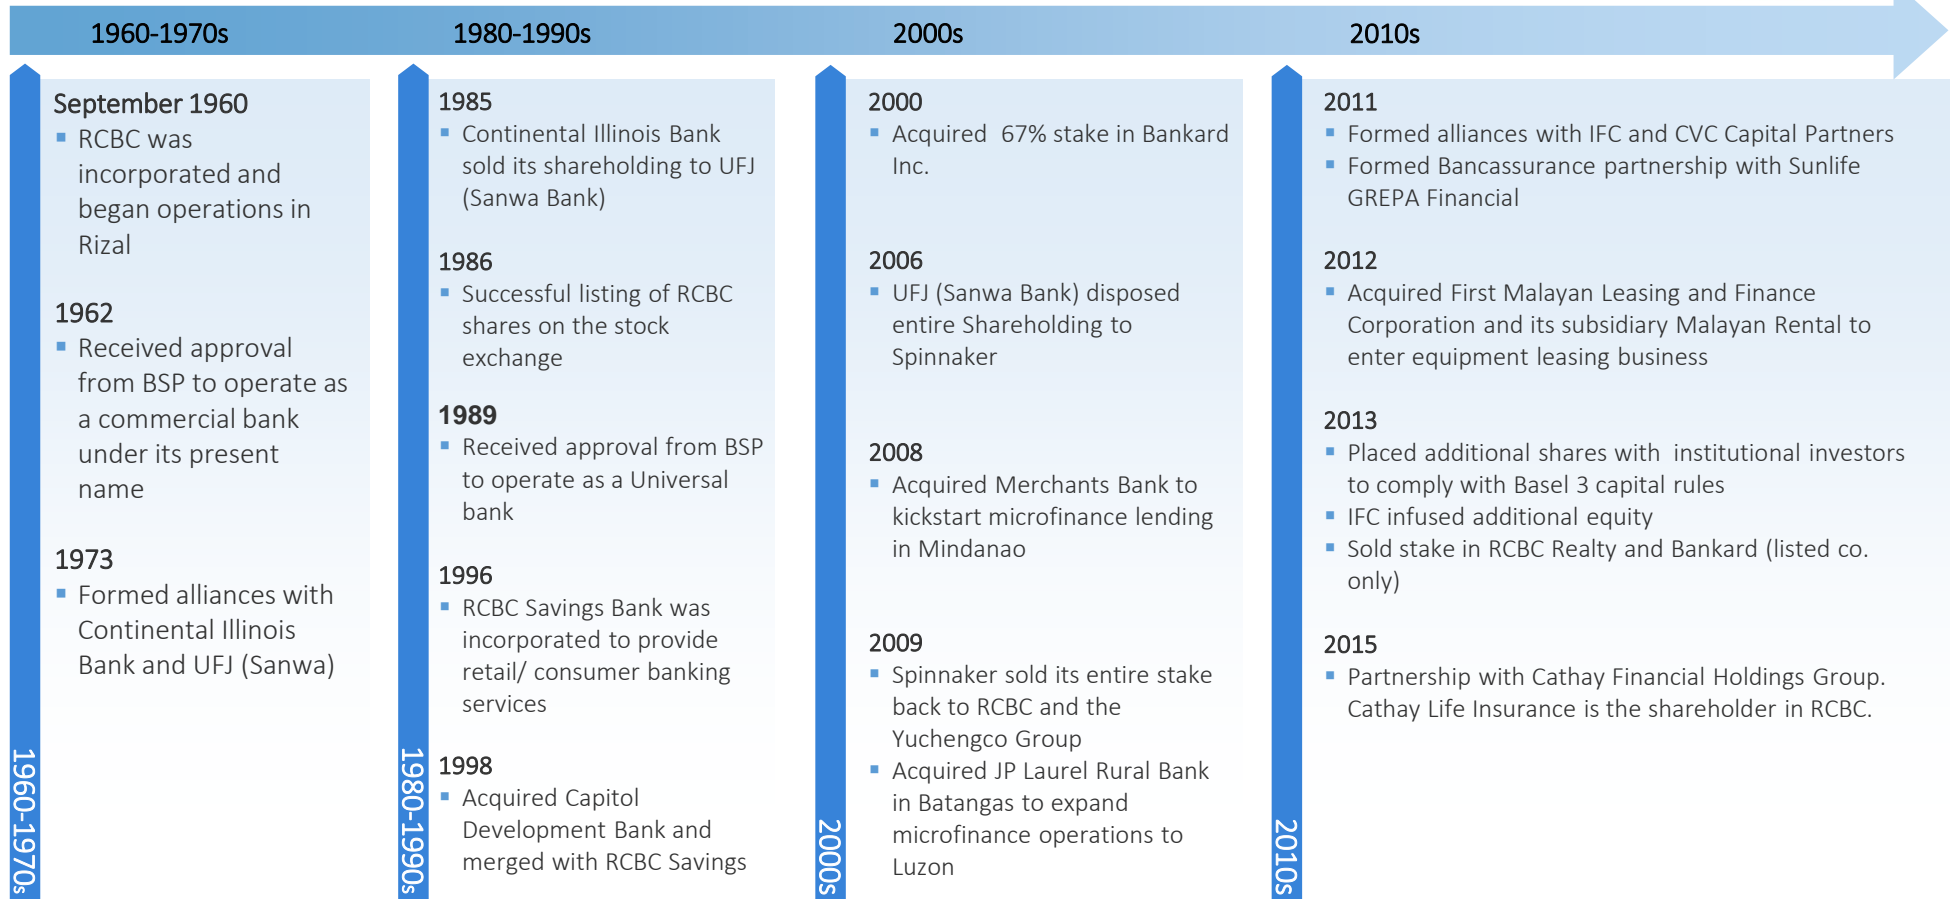 1960-1970s
1980-1990s
2000s
2010s
September 1960
▪ RCBC was
incorporated and
began operations in
Rizal
1962
▪ Received approval
from BSP to operate as
a commercial bank
under its present
name
1973
▪ Formed alliances with
Continental Illinois
Bank and UFJ (Sanwa)
1960-1970s
1985
▪ Continental Illinois Bank
sold its shareholding to UFJ
(Sanwa Bank)
1986
▪ Successful listing of RCBC
shares on the stock
exchange
1989
▪ Received approval from BSP
to operate as a Universal
bank
1996
▪ RCBC Savings Bank was
incorporated to provide
retail/ consumer banking
services
1998
▪ Acquired Capitol
Development Bank and
merged with RCBC Savings
1980-1990s
2000
▪ Acquired 67% stake in Bankard
Inc.
2006
▪ UFJ (Sanwa Bank) disposed
entire Shareholding to
Spinnaker
2008
▪ Acquired Merchants Bank to
kickstart microfinance lending
in Mindanao
2009
▪ Spinnaker sold its entire stake
back to RCBC and the
Yuchengco Group
▪ Acquired JP Laurel Rural Bank
in Batangas to expand
microfinance operations to
Luzon
2000s
2011
▪ Formed alliances with IFC and CVC Capital Partners
▪ Formed Bancassurance partnership with Sunlife
GREPA Financial
2012
▪ Acquired First Malayan Leasing and Finance
Corporation and its subsidiary Malayan Rental to
enter equipment leasing business
2013
▪ Placed additional shares with institutional investors
to comply with Basel 3 capital rules
▪ IFC infused additional equity
▪ Sold stake in RCBC Realty and Bankard (listed co.
only)
2015
▪ Partnership with Cathay Financial Holdings Group.
Cathay Life Insurance is the shareholder in RCBC.
2010s